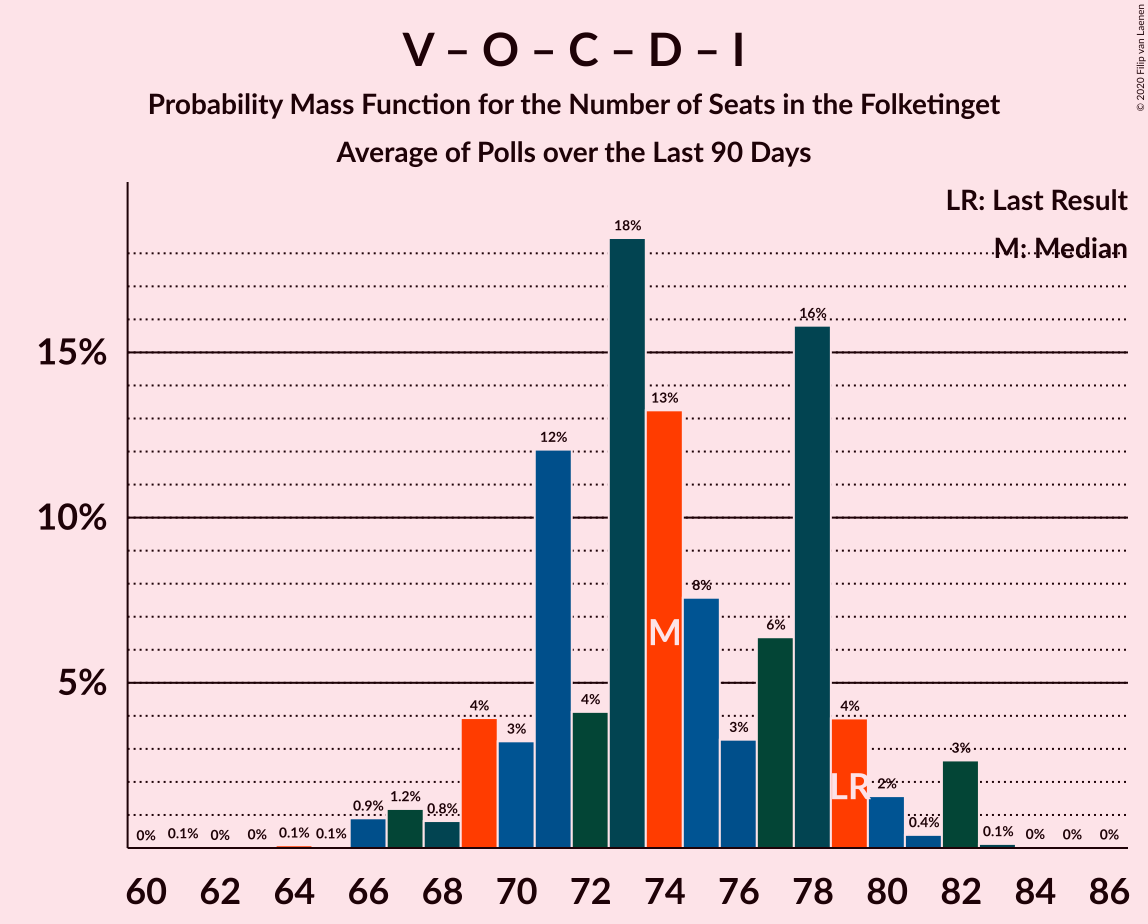 V – O – C – D – I
Probability Mass Function for the Number of Seats in the Folketinget
Average of Polls over the Last 90 Days
© 2020 Filip van Laenen
LR: Last Result
M: Median
15%
10%
5%
0% 0.1% 0% 0% 0.1% 0.1% 0.9% 1.2% 0.8% 4% 3% 12% 4% 18% 13% 8% 3% 6% 16% 4% 2% 0.4% 3% 0.1% 0% 0% 0%
M
LR
60 62 64 66 68 70 72 74 76 78 80 82 84 86